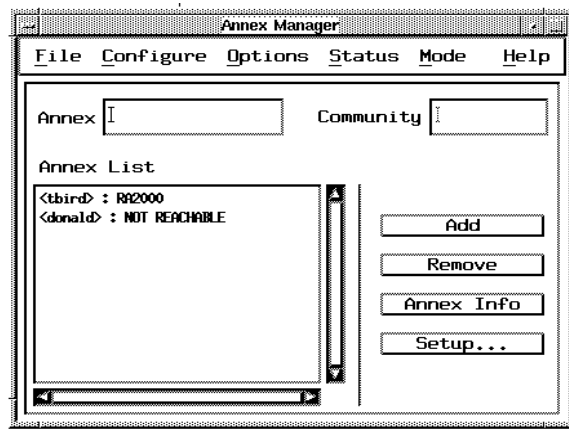 Annex Manager
File Configure Options Status Mode Help
Annex Community
Annex List
<tbird> : RA2000
<donald> : NOT REACHABLE
Add
Remove
Annex Info
Setup...